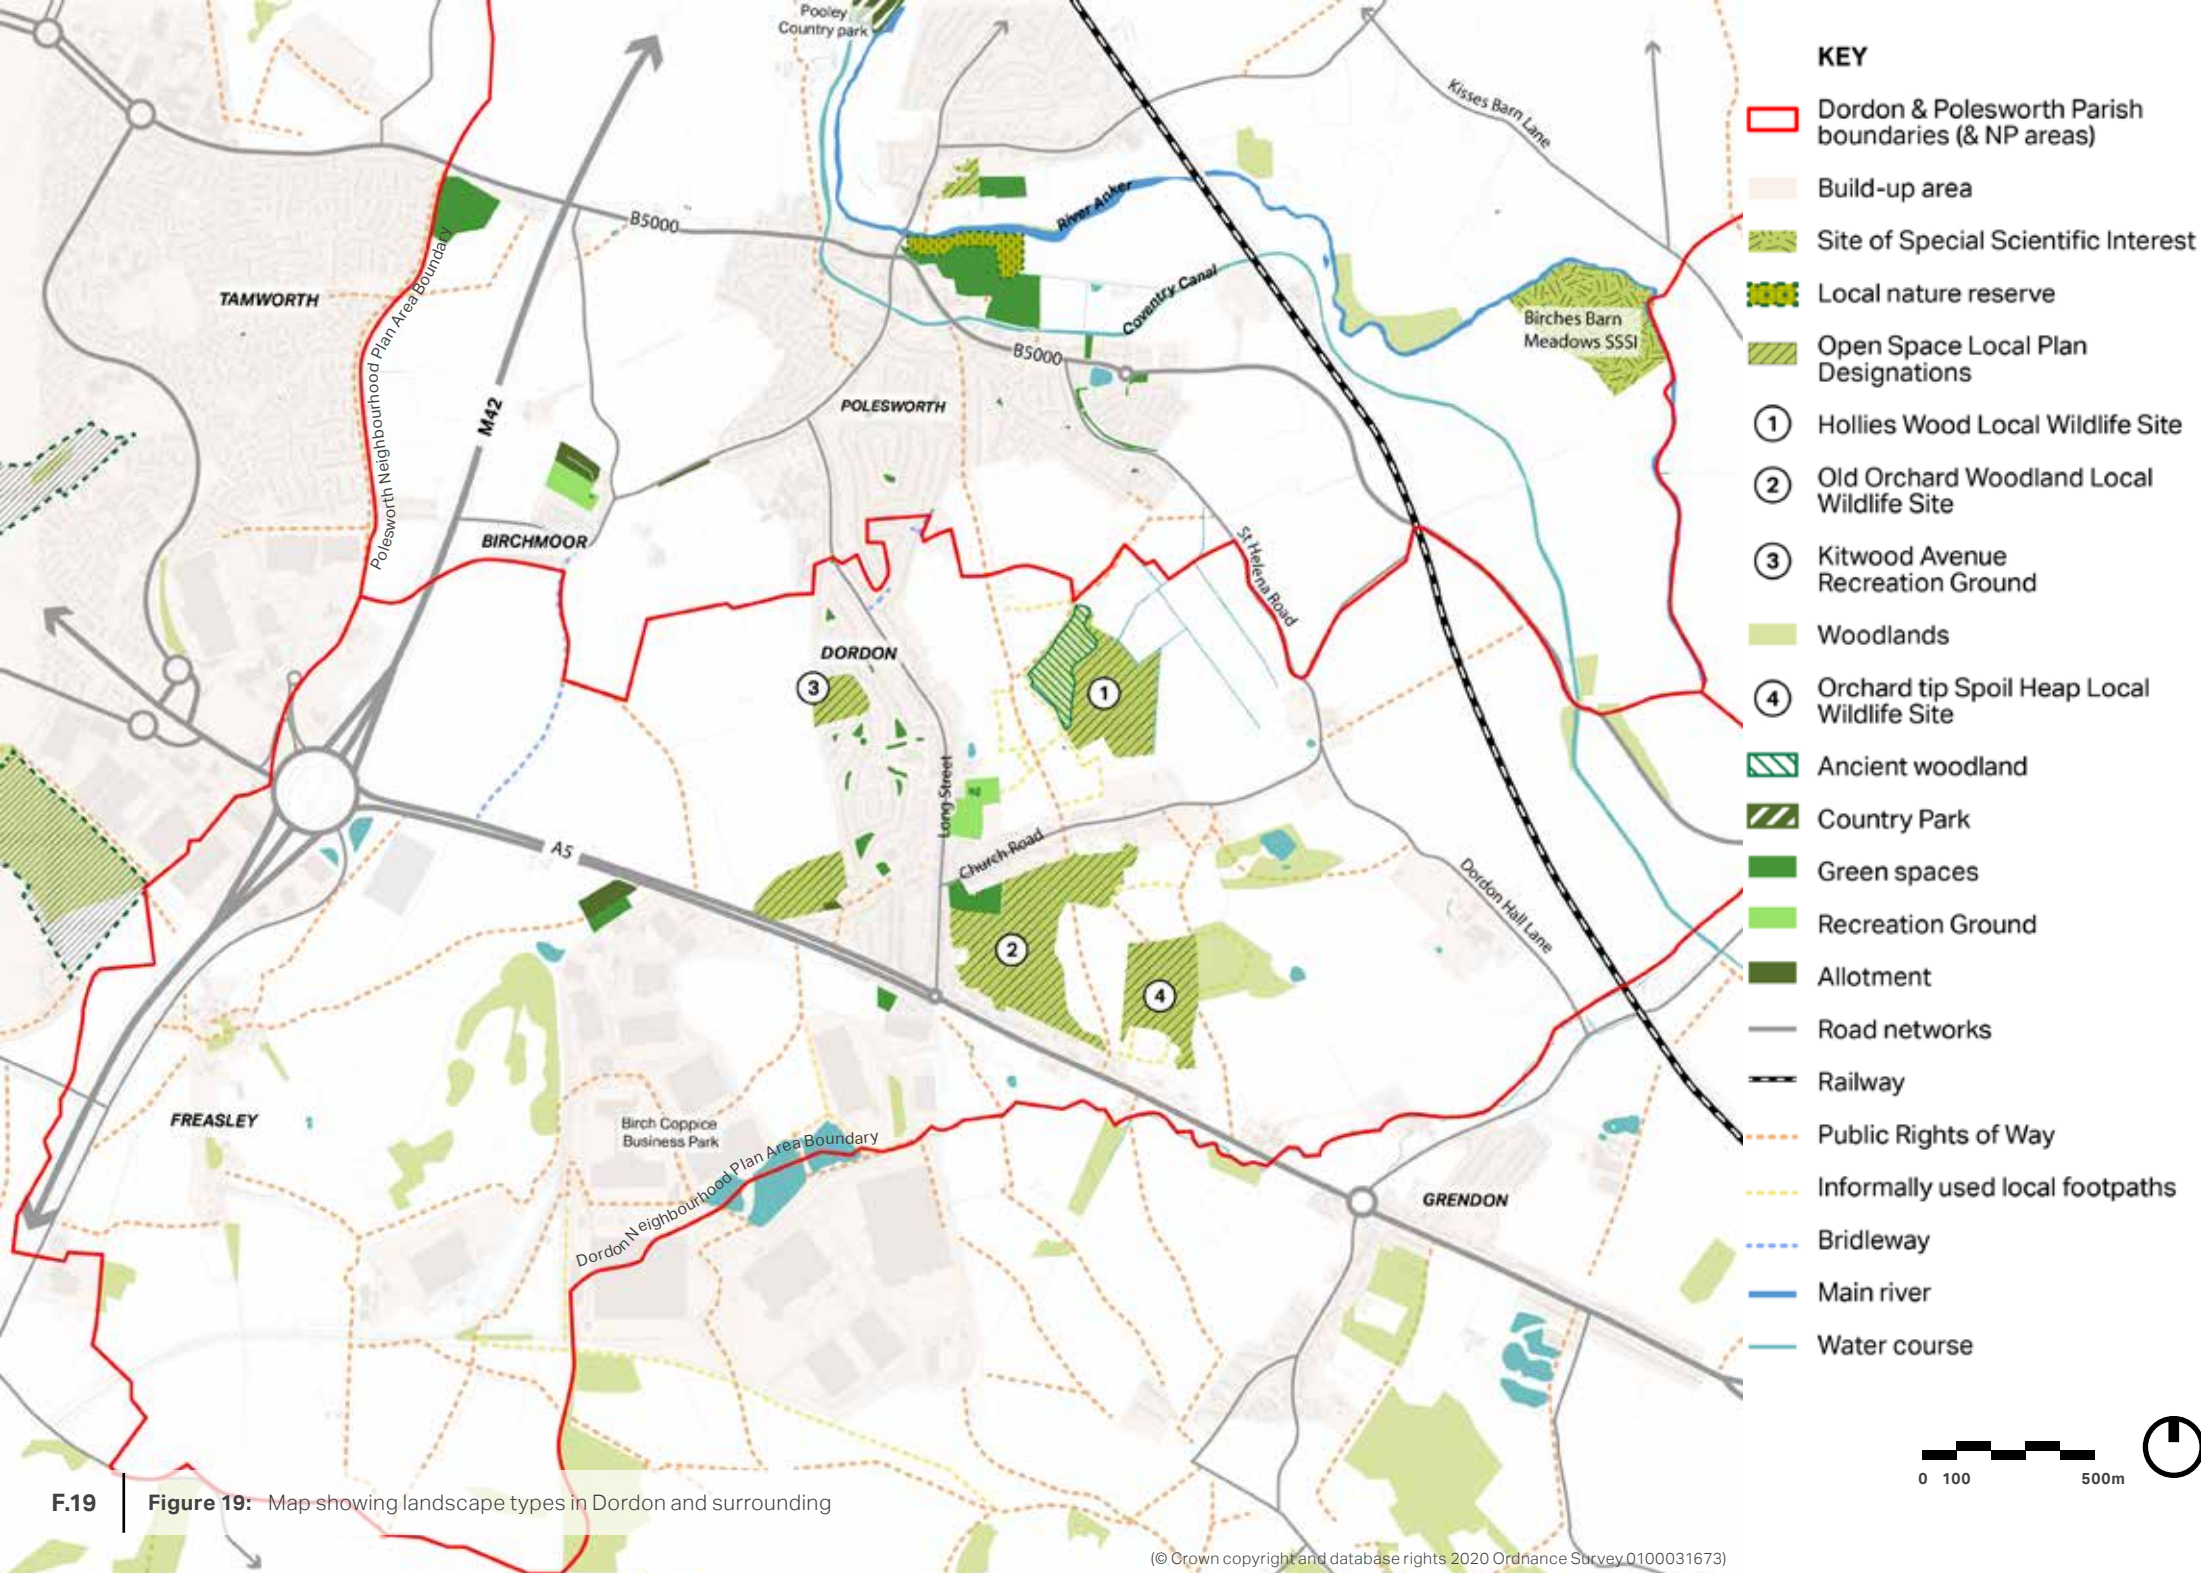 Pooley
Country park
Kisses Barn Lane
B5000
River Anker
TAMWORTH
Polesworth Neighbourhood Plan Area Boundary
Coventry Canal
Birches Barn
Meadows SSSI
B5000
M42
POLESWORTH
BIRCHMOOR
St Helena Road
DORDON
3
1
Long Street
A5
Church Road
Dordon Hall Lane
2
4
FREASLEY
Birch Coppice
Business Park
Dordon Neighbourhood Plan Area Boundary
GRENDON
KEY
Dordon & Polesworth Parish
boundaries (& NP areas)
Build-up area
Site of Special Scientific Interest
Local nature reserve
Open Space Local Plan
Designations
1 Hollies Wood Local Wildlife Site
2 Old Orchard Woodland Local
Wildlife Site
3 Kitwood Avenue
Recreation Ground
Woodlands
4 Orchard tip Spoil Heap Local
Wildlife Site
Ancient woodland
Country Park
Green spaces
Recreation Ground
Allotment
Road networks
Railway
Public Rights of Way
Informally used local footpaths
Bridleway
Main river
Water course
0 100 500m
F.19 Figure 19: Map showing landscape types in Dordon and surrounding
(© Crown copyright and database rights 2020 Ordnance Survey 0100031673)